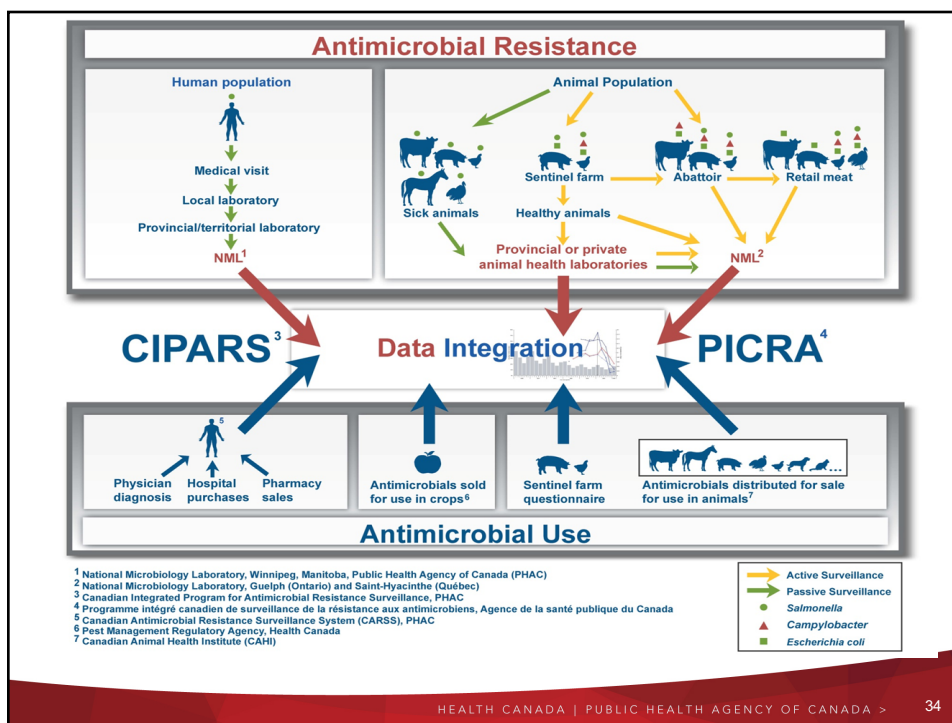 Antimicrobial Resistance
Human population
Medical visit
Local laboratory
Provincial/territorial laboratory
NML1
Animal Population
Sentinel farm
Abattoir
Retail meat
Sick animals
Healthy animals
Provincial or private
animal health laboratories
NML2
CIPARS3
Data Integration
PICRA4
5
Physician
diagnosis
Hospital
purchases
Pharmacy
sales
Antimicrobials sold
for use in crops6
Sentinel farm
questionnaire
...
Antimicrobials distributed for sale
for use in animals7
Antimicrobial Use
1 National Microbiology Laboratory, Winnipeg, Manitoba, Public Health Agency of Canada (PHAC)
2 National Microbiology Laboratory, Guelph (Ontario) and Saint-Hyacinthe (Québec)
3 Canadian Integrated Program for Antimicrobial Resistance Surveillance, PHAC
4 Programme intégré canadien de surveillance de la résistance aux antimicrobiens, Agence de la santé publique du Canada
5 Canadian Antimicrobial Resistance Surveillance System (CARSS), PHAC
6 Pest Management Regulatory Agency, Health Canada
7 Canadian Animal Health Institute (CAHI)
Active Surveillance
Passive Surveillance
Salmonella
Campylobacter
Escherichia coli
HEALTH CANADA | PUBLIC HEALTH AGENCY OF CANADA >
34